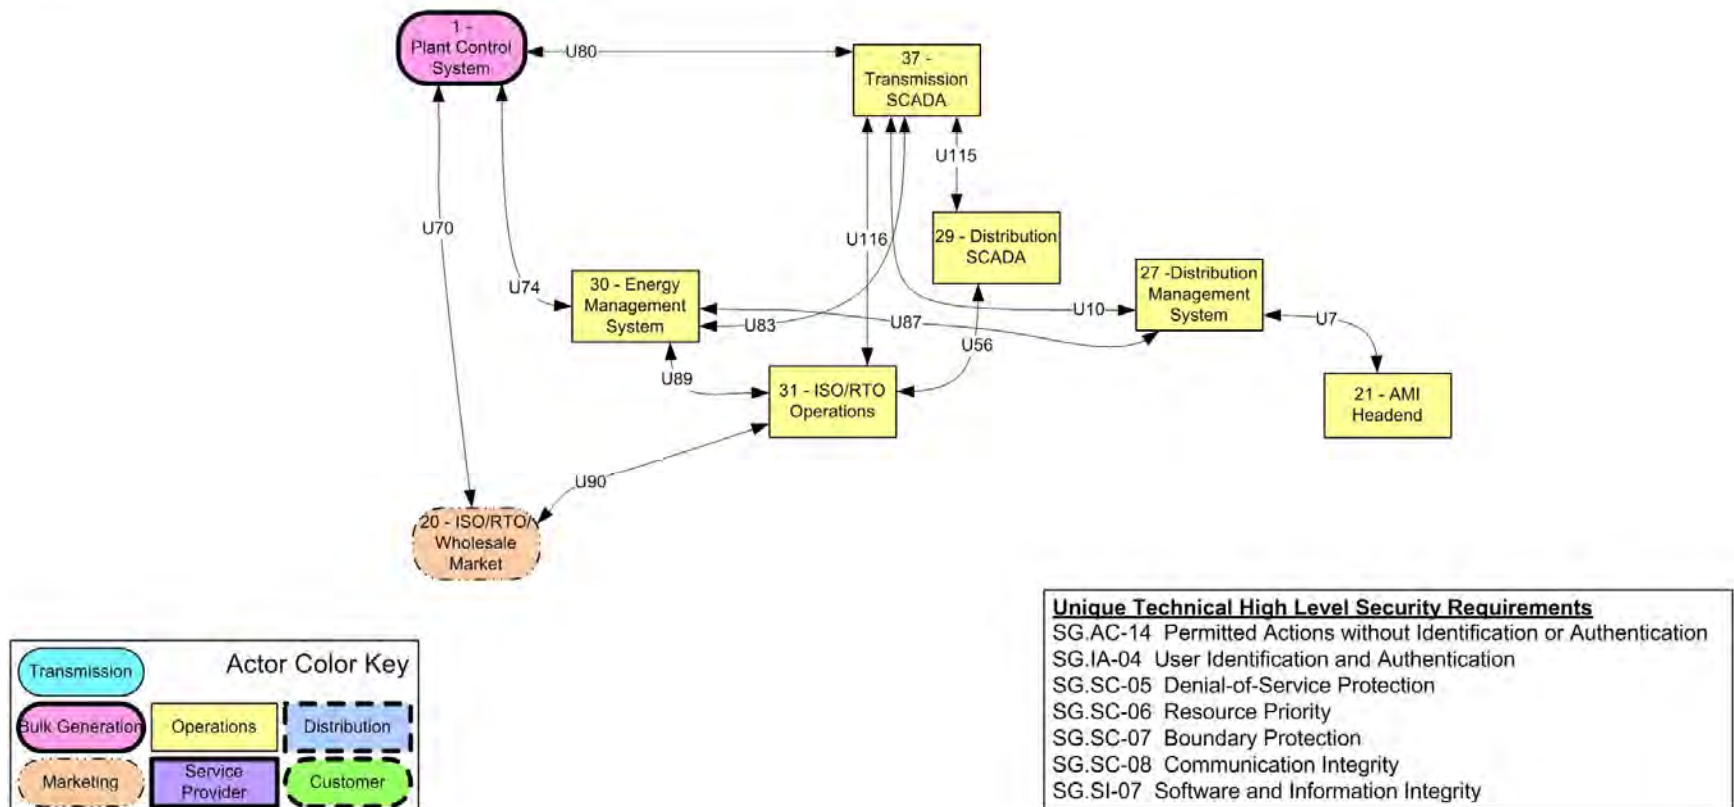 1 -
Plant Control
System
U80
37 -
Transmission
SCADA
U115
U70
U116
29 - Distribution
SCADA
U74
30 - Energy
Management
System
27 -Distribution
Management
System
U83
U87
U10
U7
U56
U89
31 - ISO/RTO
Operations
21 - AMI
Headend
U90
20 - ISO/RTO/
Wholesale
Market
Actor Color Key
Transmission
Bulk Generation
Operations
Distribution
Marketing
Service
Provider
Customer
Unique Technical High Level Security Requirements
SG.AC-14 Permitted Actions without Identification or Authentication
SG.IA-04 User Identification and Authentication
SG.SC-05 Denial-of-Service Protection
SG.SC-06 Resource Priority
SG.SC-07 Boundary Protection
SG.SC-08 Communication Integrity
SG.SI-07 Software and Information Integrity